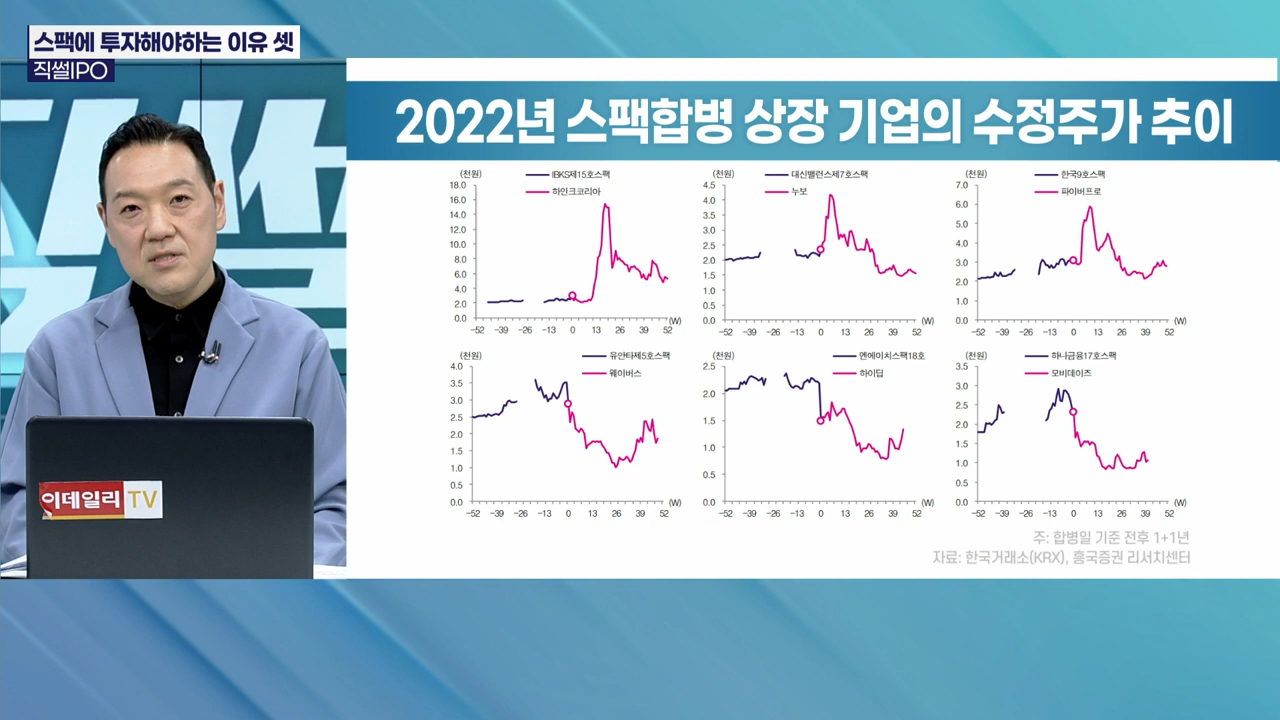 스팩에 투자해야하는 이유 셋
직썰IPO
2022년 스팩합병 상장 기업의 수정주가 추이
(천원)
IBKS제15호스팩
하인크코리아
18.0
16.0
14.0
12.0
10.0
8.0
6.0
4.0
2.0
0.0
-52 -39 -26 -13 0 13 26 39 52 (W)
(천원)
대신밸런스제7호스팩
누보
4.5
4.0
3.5
3.0
2.5
2.0
1.5
1.0
0.5
0.0
-52 -39 -26 -13 0 13 26 39 52 (W)
(천원)
한국9호스팩
파이버프로
7.0
6.0
5.0
4.0
3.0
2.0
1.0
0.0
-52 -39 -26 -13 0 13 26 39 52 (W)
(천원)
유안타제5호스팩
웨이버스
4.0
3.5
3.0
2.5
2.0
1.5
1.0
0.5
0.0
-52 -39 -26 -13 0 13 26 39 52 (W)
(천원)
엔에이치스팩18호
하이딥
2.5
2.0
1.5
1.0
0.5
0.0
-52 -39 -26 -13 0 13 26 39 52 (W)
(천원)
하나금융17호스팩
모비데이즈
3.5
3.0
2.5
2.0
1.5
1.0
0.5
0.0
-52 -39 -26 -13 0 13 26 39 52 (W)
주: 합병일 기준 전후 1+1년
자료: 한국거래소(KRX), 흥국증권 리서치센터
이데일리 TV